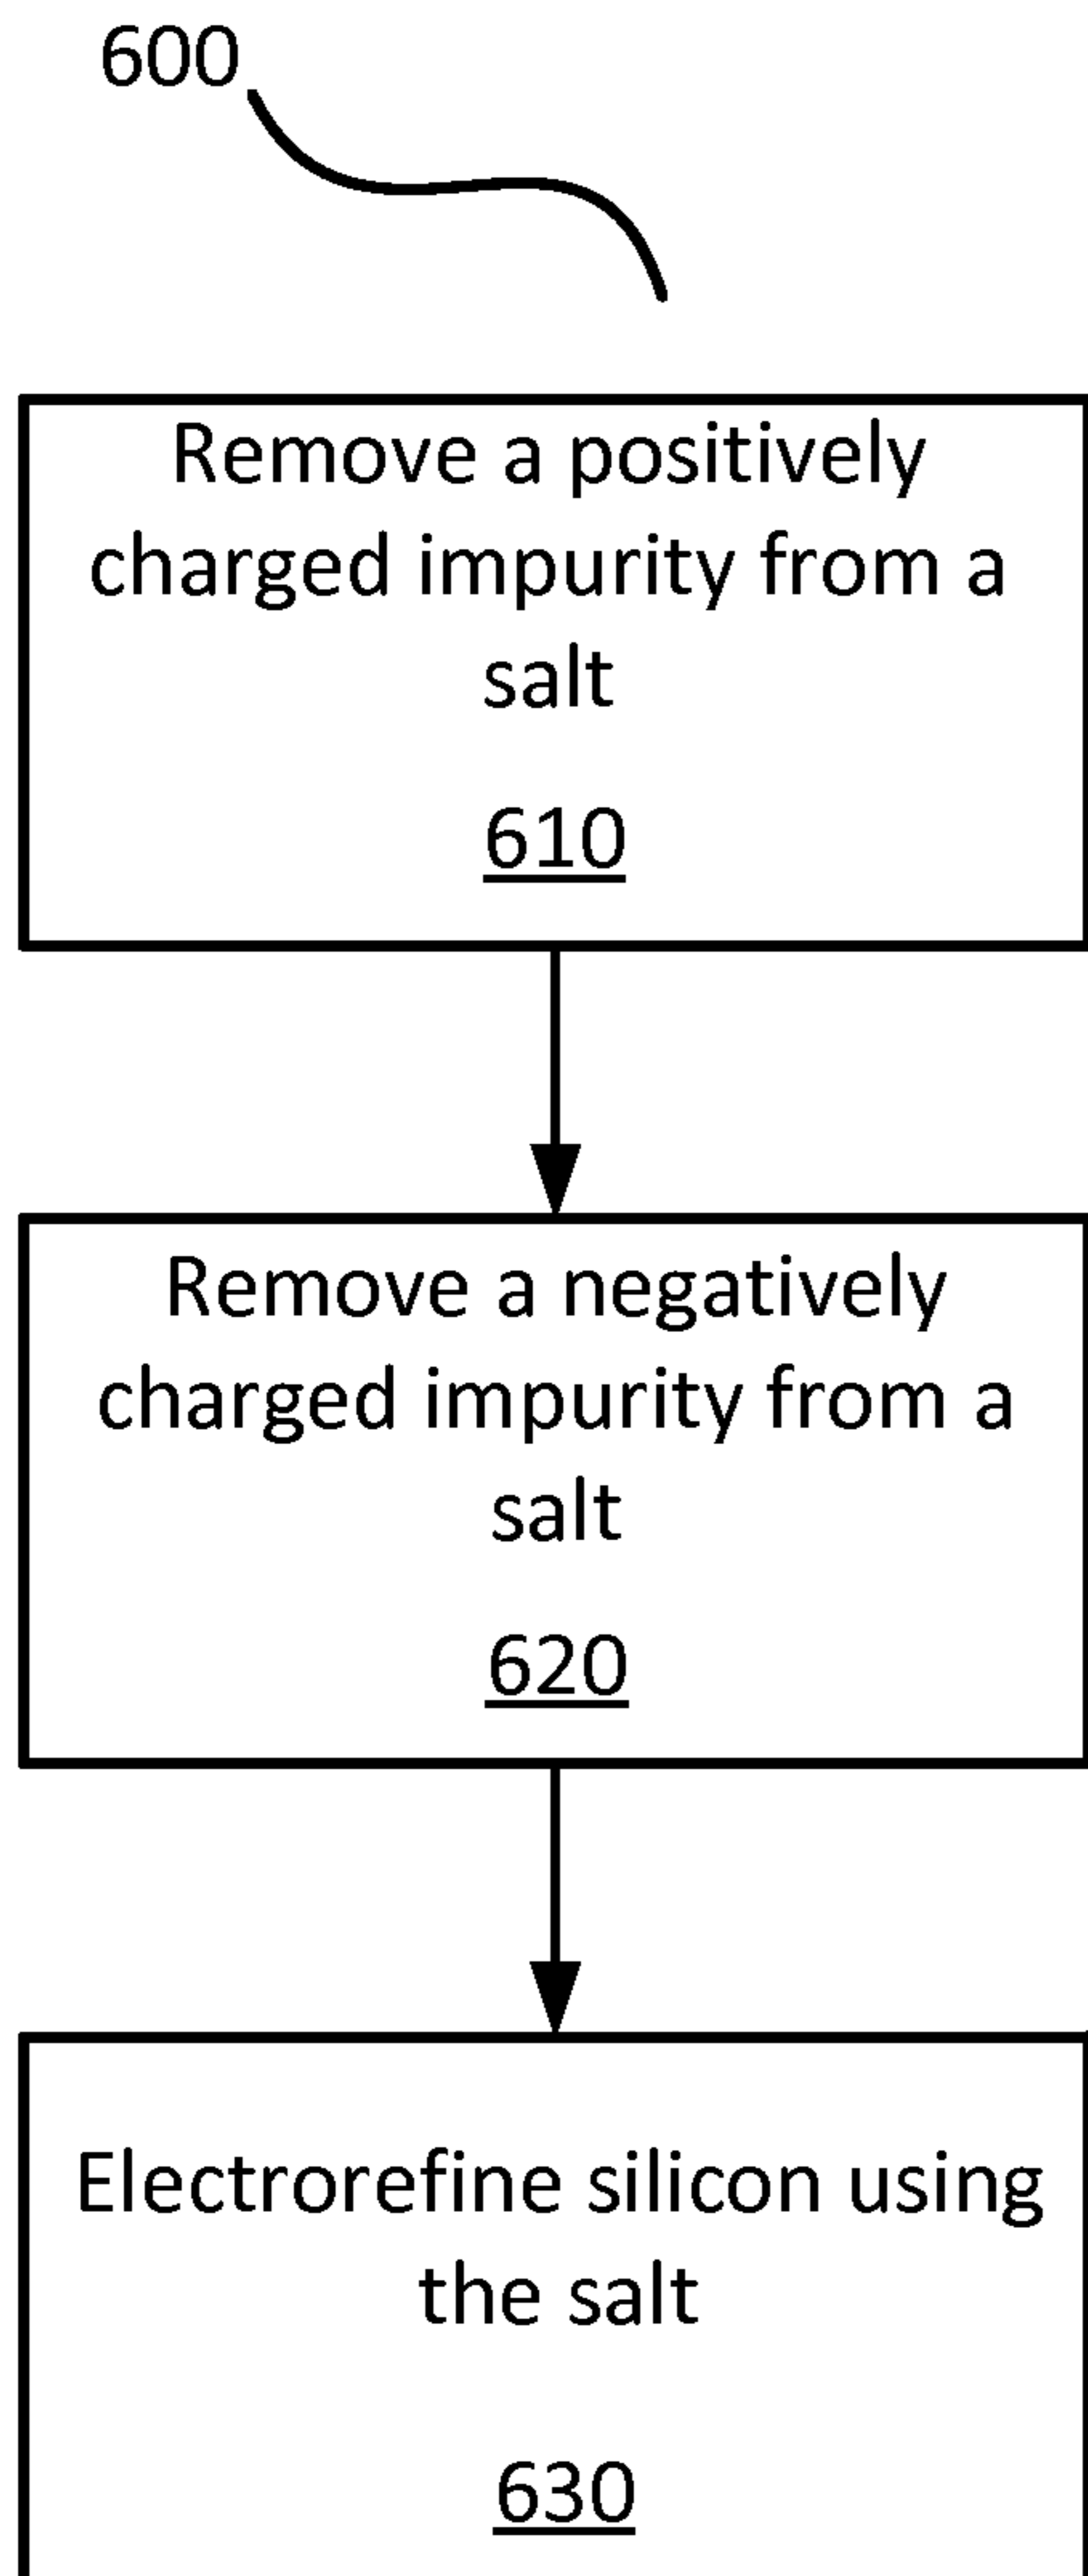 600
Remove a positively
charged impurity from a
salt
610
Remove a negatively
charged impurity from a
salt
620
Electrorefine silicon using
the salt
630